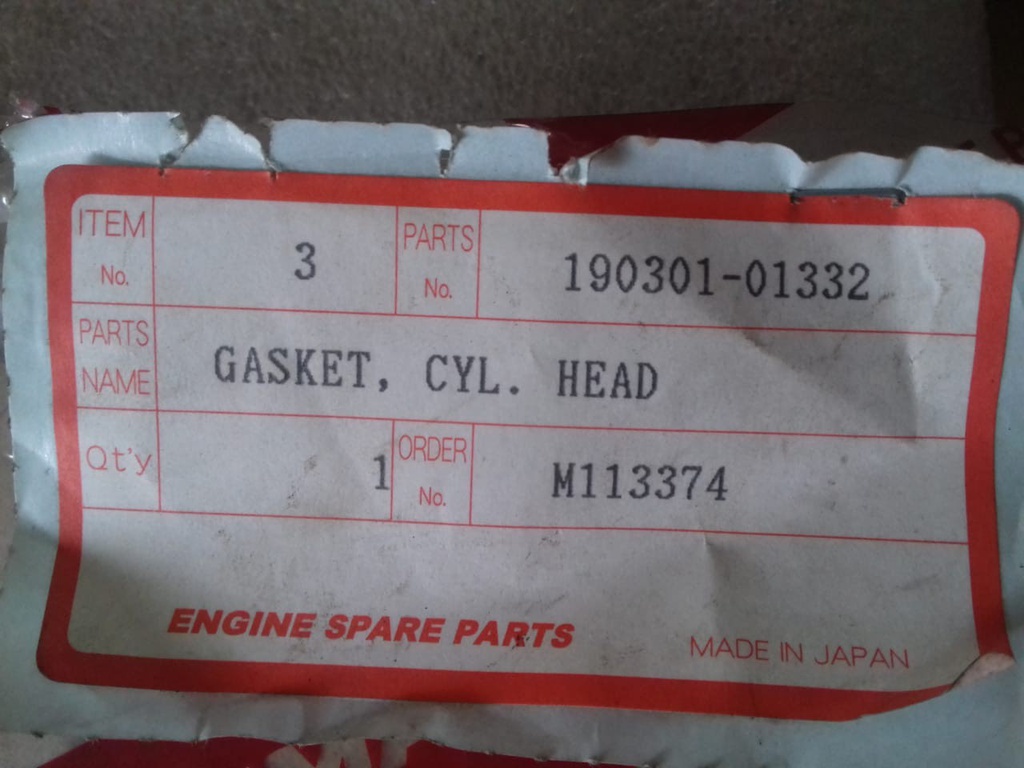 ITEM No. 3 PARTS No. 190301-01332
PARTS NAME GASKET, CYL. HEAD
Qt'y 1 ORDER No. M113374
ENGINE SPARE PARTS
MADE IN JAPAN